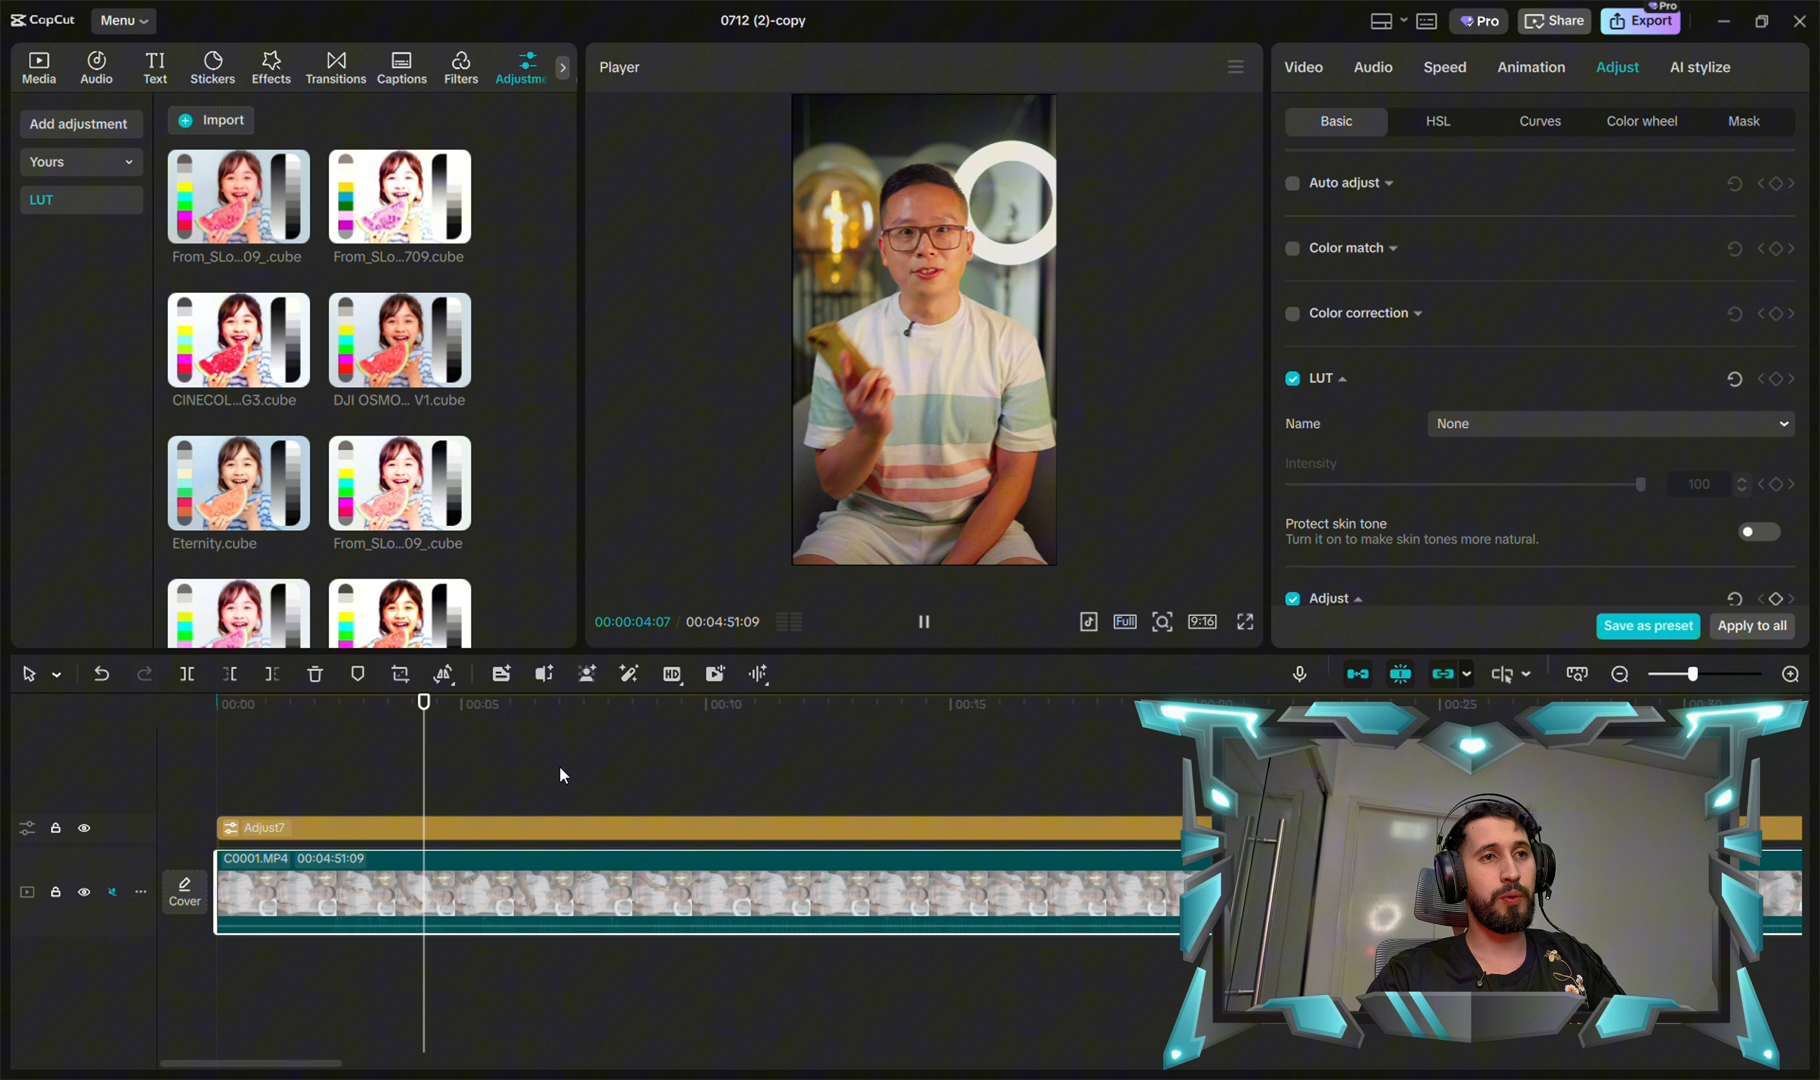 CapCut
Menu
0712 (2)-copy
Pro
Share
Export
Pro
Media
Audio
Text
Stickers
Effects
Transitions
Captions
Filters
Adjustme
Add adjustment
Yours
LUT
Import
From_SLo...09_.cube
From_SLo...709.cube
CINECOL...G3.cube
DJI OSMO... V1.cube
Eternity.cube
From_SLo...09_.cube
Player
00:00:04:07 / 00:04:51:09
Full
9:16
Video
Audio
Speed
Animation
Adjust
AI stylize
Basic
HSL
Curves
Color wheel
Mask
Auto adjust
Color match
Color correction
LUT
Name
None
Intensity
100
Protect skin tone
Turn it on to make skin tones more natural.
Adjust
Save as preset
Apply to all
HD
00:00
00:05
00:10
00:15
00:20
00:25
00:30
Adjust7
C0001.MP4 00:04:51:09
Cover